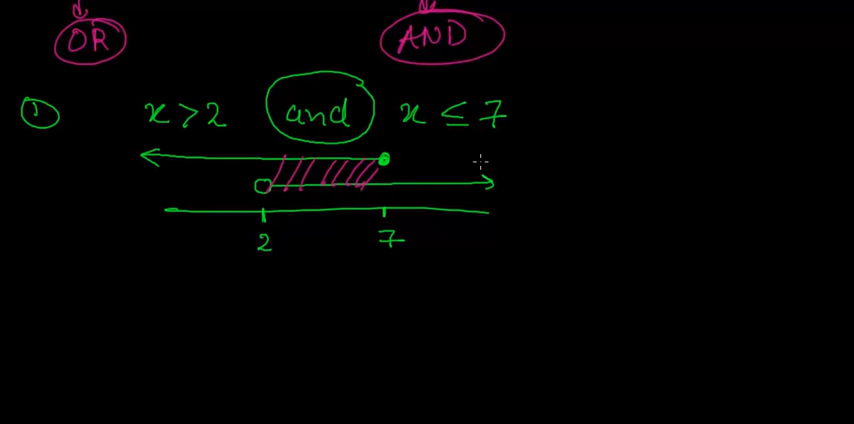 OR AND
① x > 2 and x ≤ 7
2 7